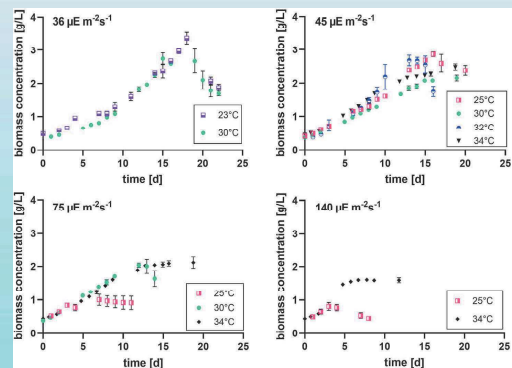 36 µE m⁻²s⁻¹
biomass concentration [g/L]
4
3
2
1
0
0 5 10 15 20 25
time [d]
23°C
30°C
45 µE m⁻²s⁻¹
biomass concentration [g/L]
4
3
2
1
0
0 5 10 15 20 25
time [d]
25°C
30°C
32°C
34°C
75 µE m⁻²s⁻¹
biomass concentration [g/L]
4
3
2
1
0
0 5 10 15 20 25
time [d]
25°C
30°C
34°C
140 µE m⁻²s⁻¹
biomass concentration [g/L]
4
3
2
1
0
0 5 10 15 20 25
time [d]
25°C
34°C